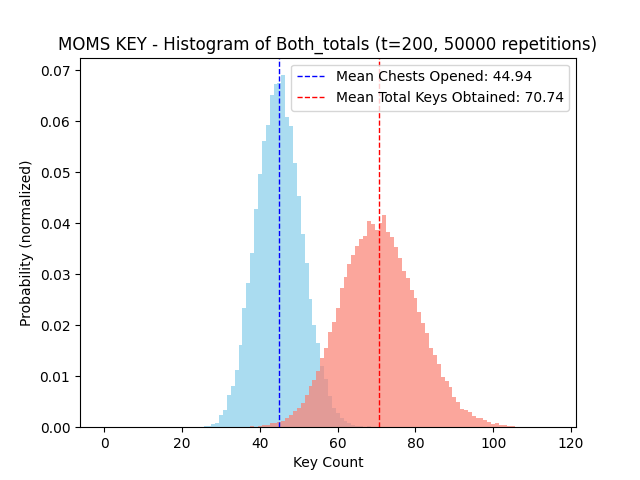 MOMS KEY - Histogram of Both_totals (t=200, 50000 repetitions)
Mean Chests Opened: 44.94
Mean Total Keys Obtained: 70.74
Probability (normalized)
0.07
0.06
0.05
0.04
0.03
0.02
0.01
0.00
0 20 40 60 80 100 120
Key Count